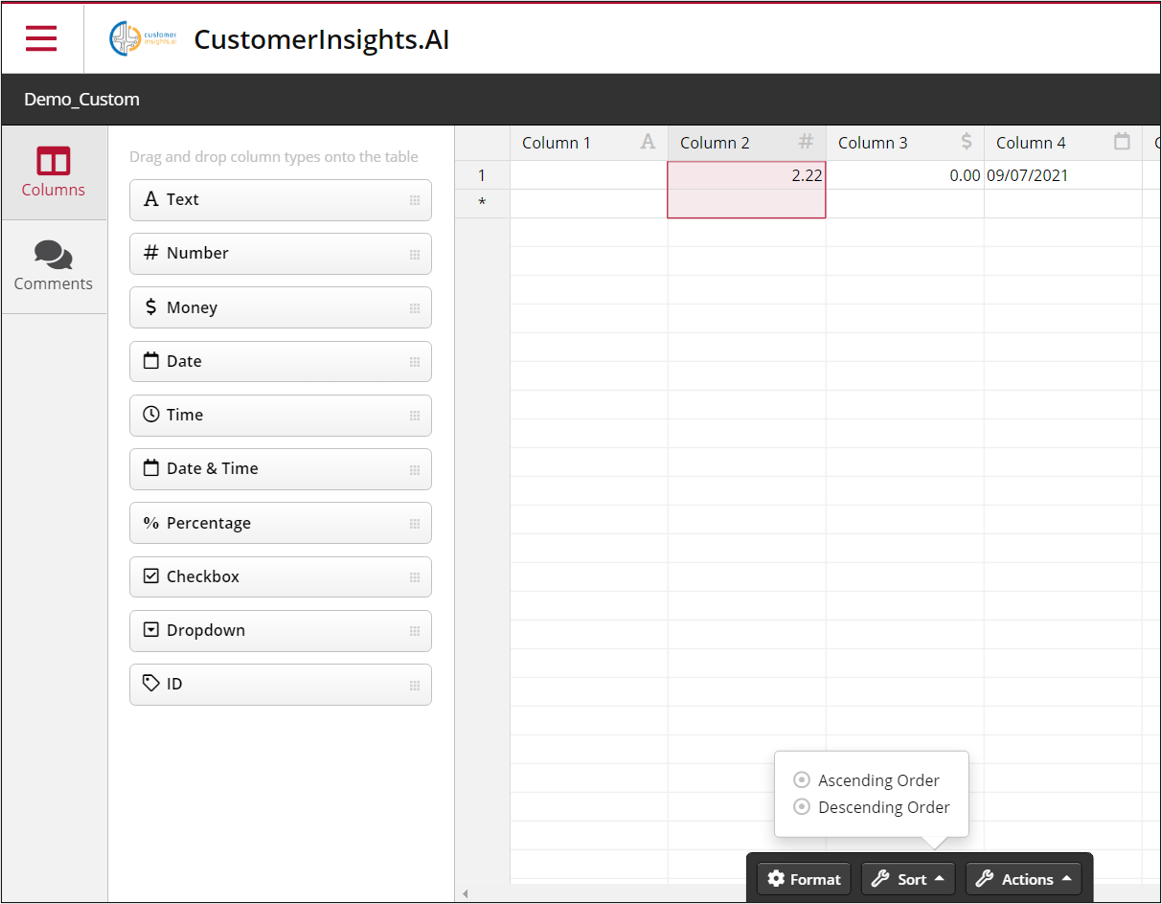 customer
insights.ai
CustomerInsights.AI
Demo_Custom
Columns
Comments
Drag and drop column types onto the table
Text
# Number
$ Money
Date
Time
Date & Time
% Percentage
Checkbox
Dropdown
ID
Column 1 A Column 2 # Column 3 $ Column 4
1 2.22 0.00 09/07/2021
*
Ascending Order
Descending Order
Format Sort Actions